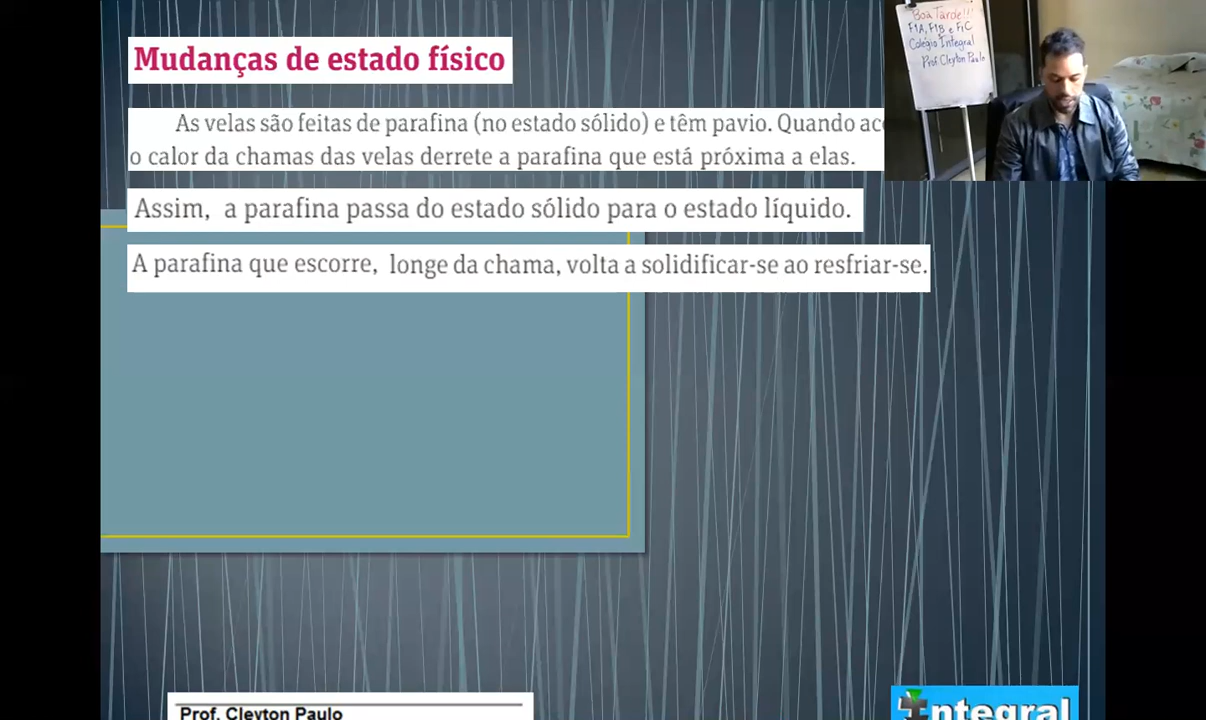 Mudanças de estado físico
As velas são feitas de parafina (no estado sólido) e têm pavio. Quando
o calor da chamas das velas derrete a parafina que está próxima a elas.
Assim, a parafina passa do estado sólido para o estado líquido.
A parafina que escorre, longe da chama, volta a solidificar-se ao resfriar-se.
Boa Tarde!!!
F1A, F1B e F1C
Colégio Integral
Prof. Cleyton Paulo
Prof. Cleyton Paulo
Integral